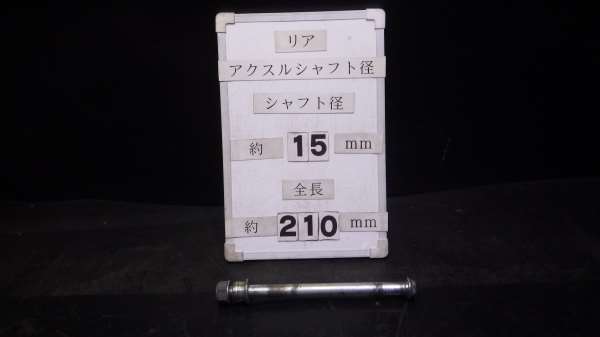 リア
アクスルシャフト径
シャフト径
約 15 mm
全長
約 210 mm